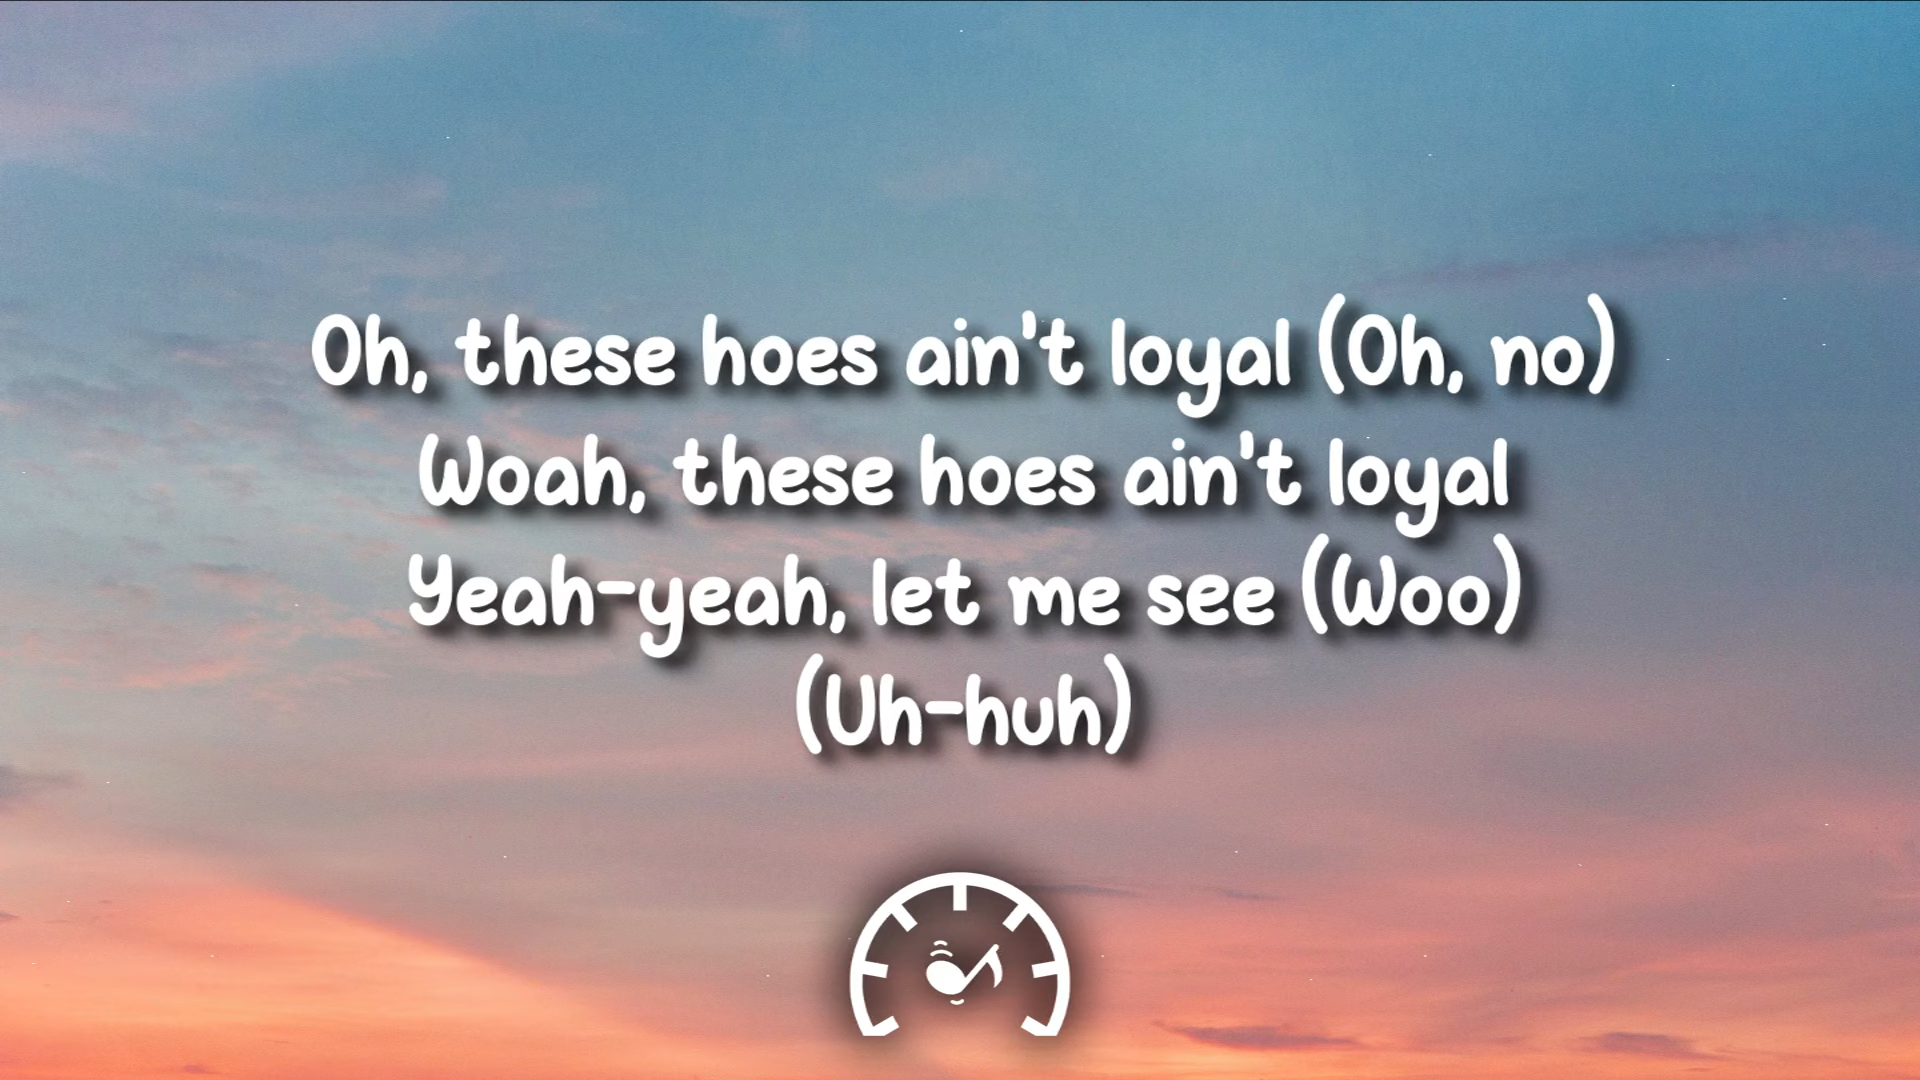 Oh, these hoes ain't loyal (Oh, no)
Woah, these hoes ain't loyal
Yeah-yeah, let me see (Woo)
(Uh-huh)